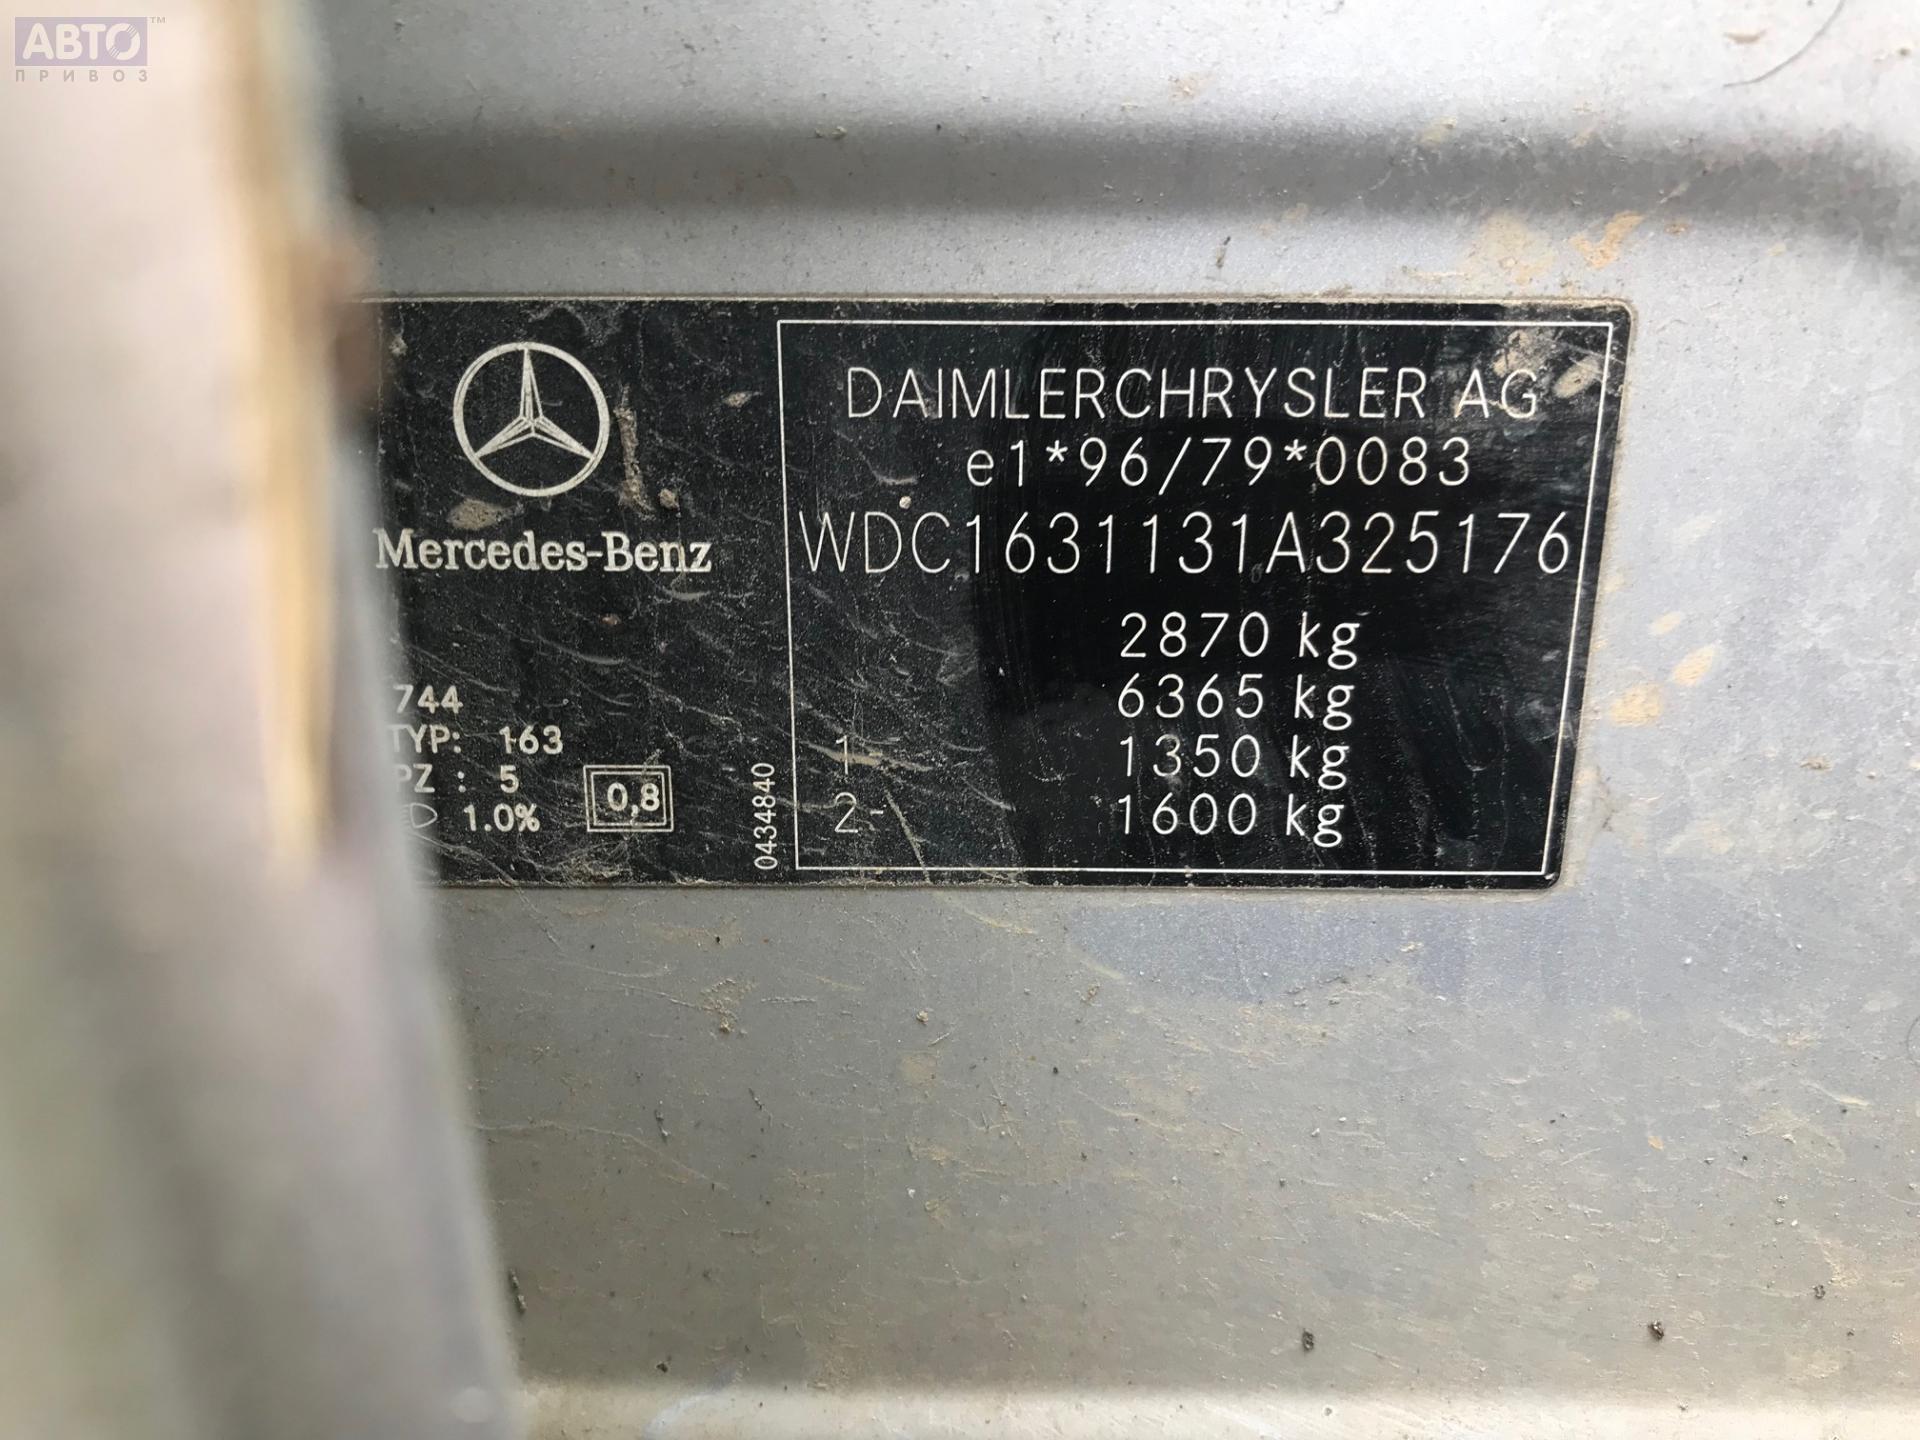 АВТО™
ПРИВОЗ
Mercedes-Benz
744
TYP: 163
PZ : 5
1.0%
0,8
0434840
DAIMLERCHRYSLER AG
e1*96/79*0083
WDC1631131A325176
2870 kg
6365 kg
1- 1350 kg
2- 1600 kg